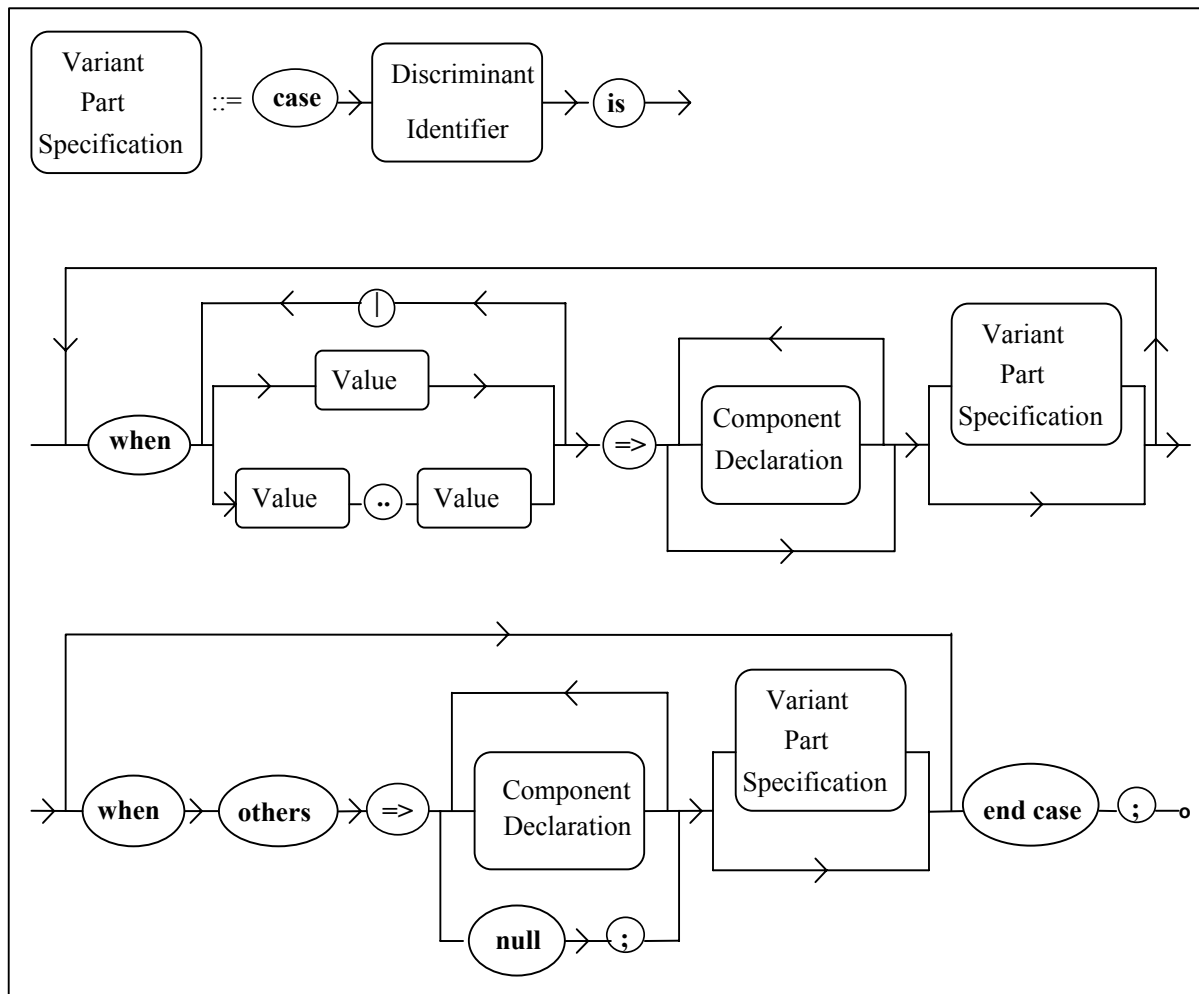 Variant
Part
Specification
::=
case
Discriminant
Identifier
is
|
Value
Variant
Part
Specification
when
=>
Component
Declaration
Value
..
Value
Variant
Part
Specification
when
others
=>
Component
Declaration
end case
;
null
;